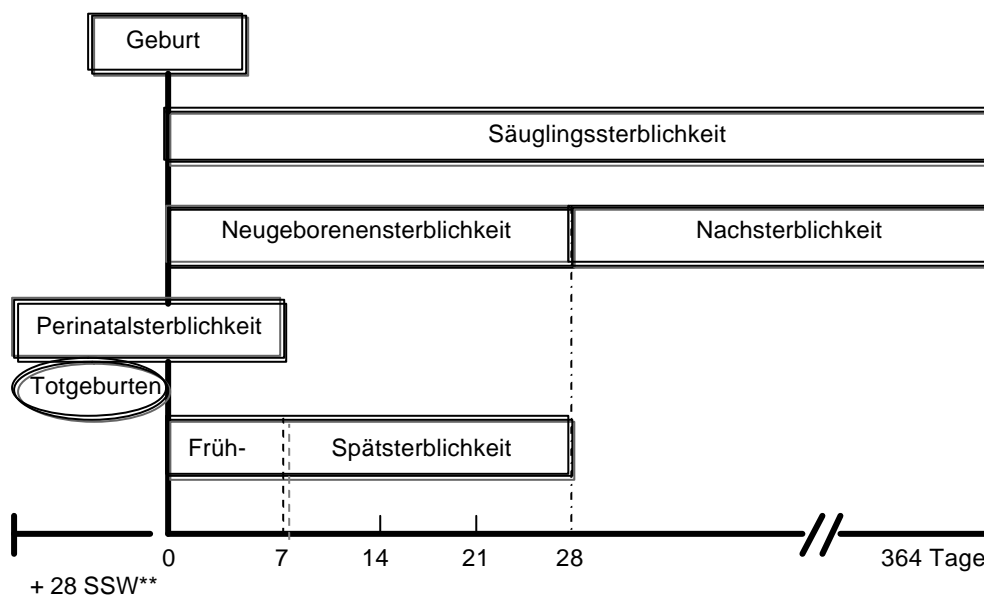 Geburt
Säuglingssterblichkeit
Neugeborenensterblichkeit Nachsterblichkeit
Perinatalsterblichkeit
Totgeburten
Früh- Spätsterblichkeit
0 7 14 21 28 364 Tage
+ 28 SSW**